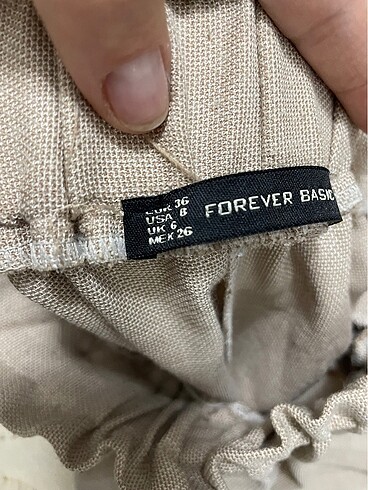 EUR 36
USA 8
UK 6
MEX 26
FOREVER BASIC